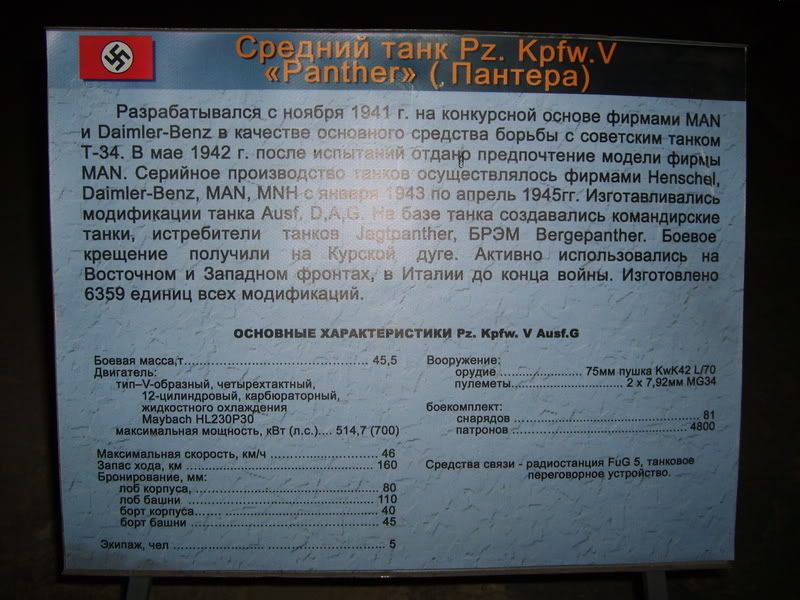 Средний танк Pz. Kpfw.V
«Panther» ( Пантера)
Разрабатывался с ноября 1941 г. на конкурсной основе фирмами MAN
и Daimler-Benz в качестве основного средства борьбы с советским танком
Т-34. В мае 1942 г. после испытаний отдано предпочтение модели фирмы
MAN. Серийное производство танков осуществлялось фирмами Henschel,
Daimler-Benz, MAN, MNH с января 1943 по апрель 1945гг. Изготавливались
модификации танка Ausf. D,A,G. На базе танка создавались командирские
танки, истребители танков Jagtpanther, БРЭМ Bergepanther. Боевое
крещение получили на Курской дуге. Активно использовались на
Восточном и Западном фронтах, в Италии до конца войны. Изготовлено
6359 единиц всех модификаций.
ОСНОВНЫЕ ХАРАКТЕРИСТИКИ Pz. Kpfw. V Ausf.G
Боевая масса,т.................................................. 45,5
Двигатель:
тип–V-образный, четырехтактный,
12-цилиндровый, карбюраторный,
жидкостного охлаждения
Maybach HL230P30
максимальная мощность, кВт (л.с.).... 514,7 (700)
Максимальная скорость, км/ч ............................ 46
Запас хода, км .................................................. 160
Бронирование, мм:
лоб корпуса, ................................................ 80
лоб башни .................................................. 110
борт корпуса................................................ 40
борт башни ................................................. 45
Экипаж, чел ...................................................... 5
Вооружение:
орудие ........................ 75мм пушка KwK42 L/70
пулеметы............................. 2 х 7,92мм MG34
боекомплект:
снарядов .................................................. 81
патронов ................................................ 4800
Средства связи - радиостанция FuG 5, танковое
переговорное устройство.